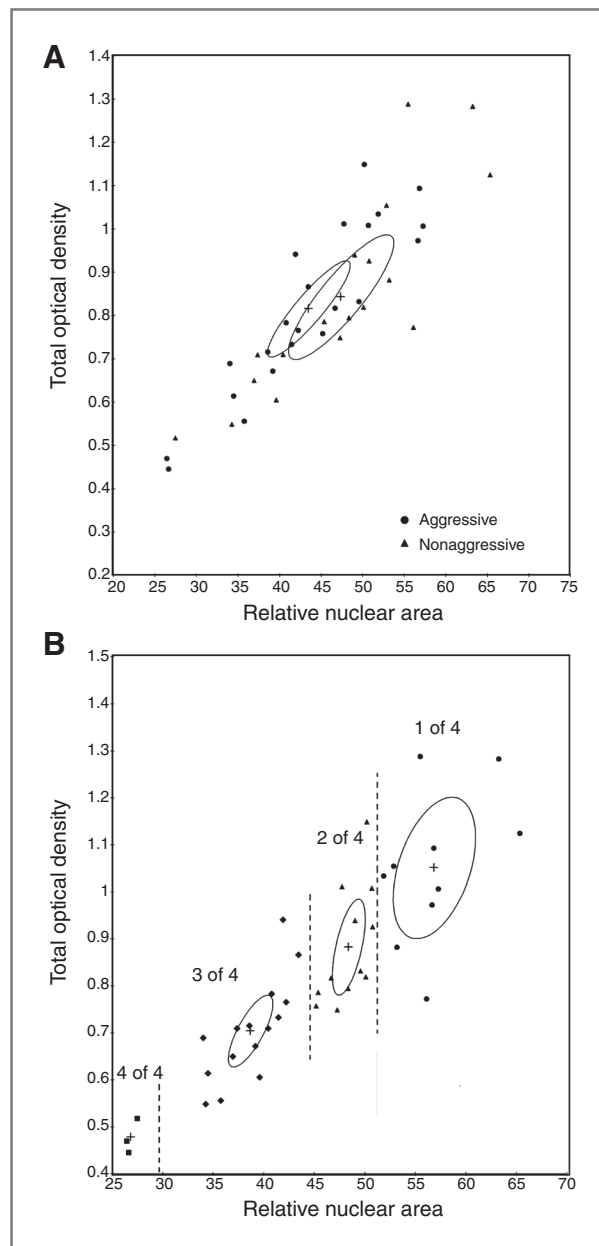 A
Total optical density
1.4
1.3
1.2
1.1
1
0.9
0.8
0.7
0.6
0.5
0.4
0.3
0.2
Aggressive
Nonaggressive
20 25 30 35 40 45 50 55 60 65 70 75
Relative nuclear area
B
Total optical density
1.5
1.4
1.3
1.2
1.1
1
0.9
0.8
0.7
0.6
0.5
0.4
1 of 4
2 of 4
3 of 4
4 of 4
25 30 35 40 45 50 55 60 65 70
Relative nuclear area